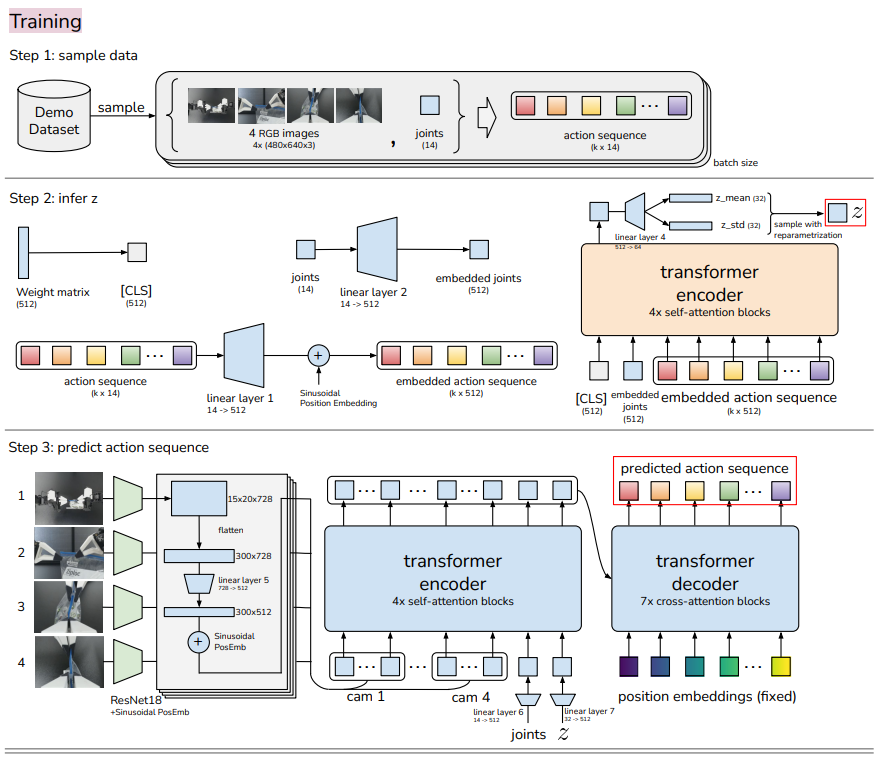 Training
Step 1: sample data
Demo
Dataset
sample
4 RGB images
4x (480x640x3)
,
joints
(14)
action sequence
(k x 14)
batch size
Step 2: infer z
Weight matrix
(512)
[CLS]
(512)
joints
(14)
linear layer 2
14 -> 512
embedded joints
(512)
action sequence
(k x 14)
linear layer 1
14 -> 512
+
Sinusoidal
Position Embedding
embedded action sequence
(k x 512)
linear layer 4
512 -> 64
z_mean (32)
z_std (32)
sample with
reparametrization
z
transformer
encoder
4x self-attention blocks
[CLS]
(512)
embedded
joints
(512)
embedded action sequence
(k x 512)
Step 3: predict action sequence
1
2
3
4
ResNet18
+Sinusoidal PosEmb
15x20x728
flatten
300x728
linear layer 5
728 -> 512
300x512
+
Sinusoidal
PosEmb
transformer
encoder
4x self-attention blocks
cam 1
cam 4
linear layer 6
14 -> 512
linear layer 7
32 -> 512
joints
z
predicted action sequence
transformer
decoder
7x cross-attention blocks
position embeddings (fixed)